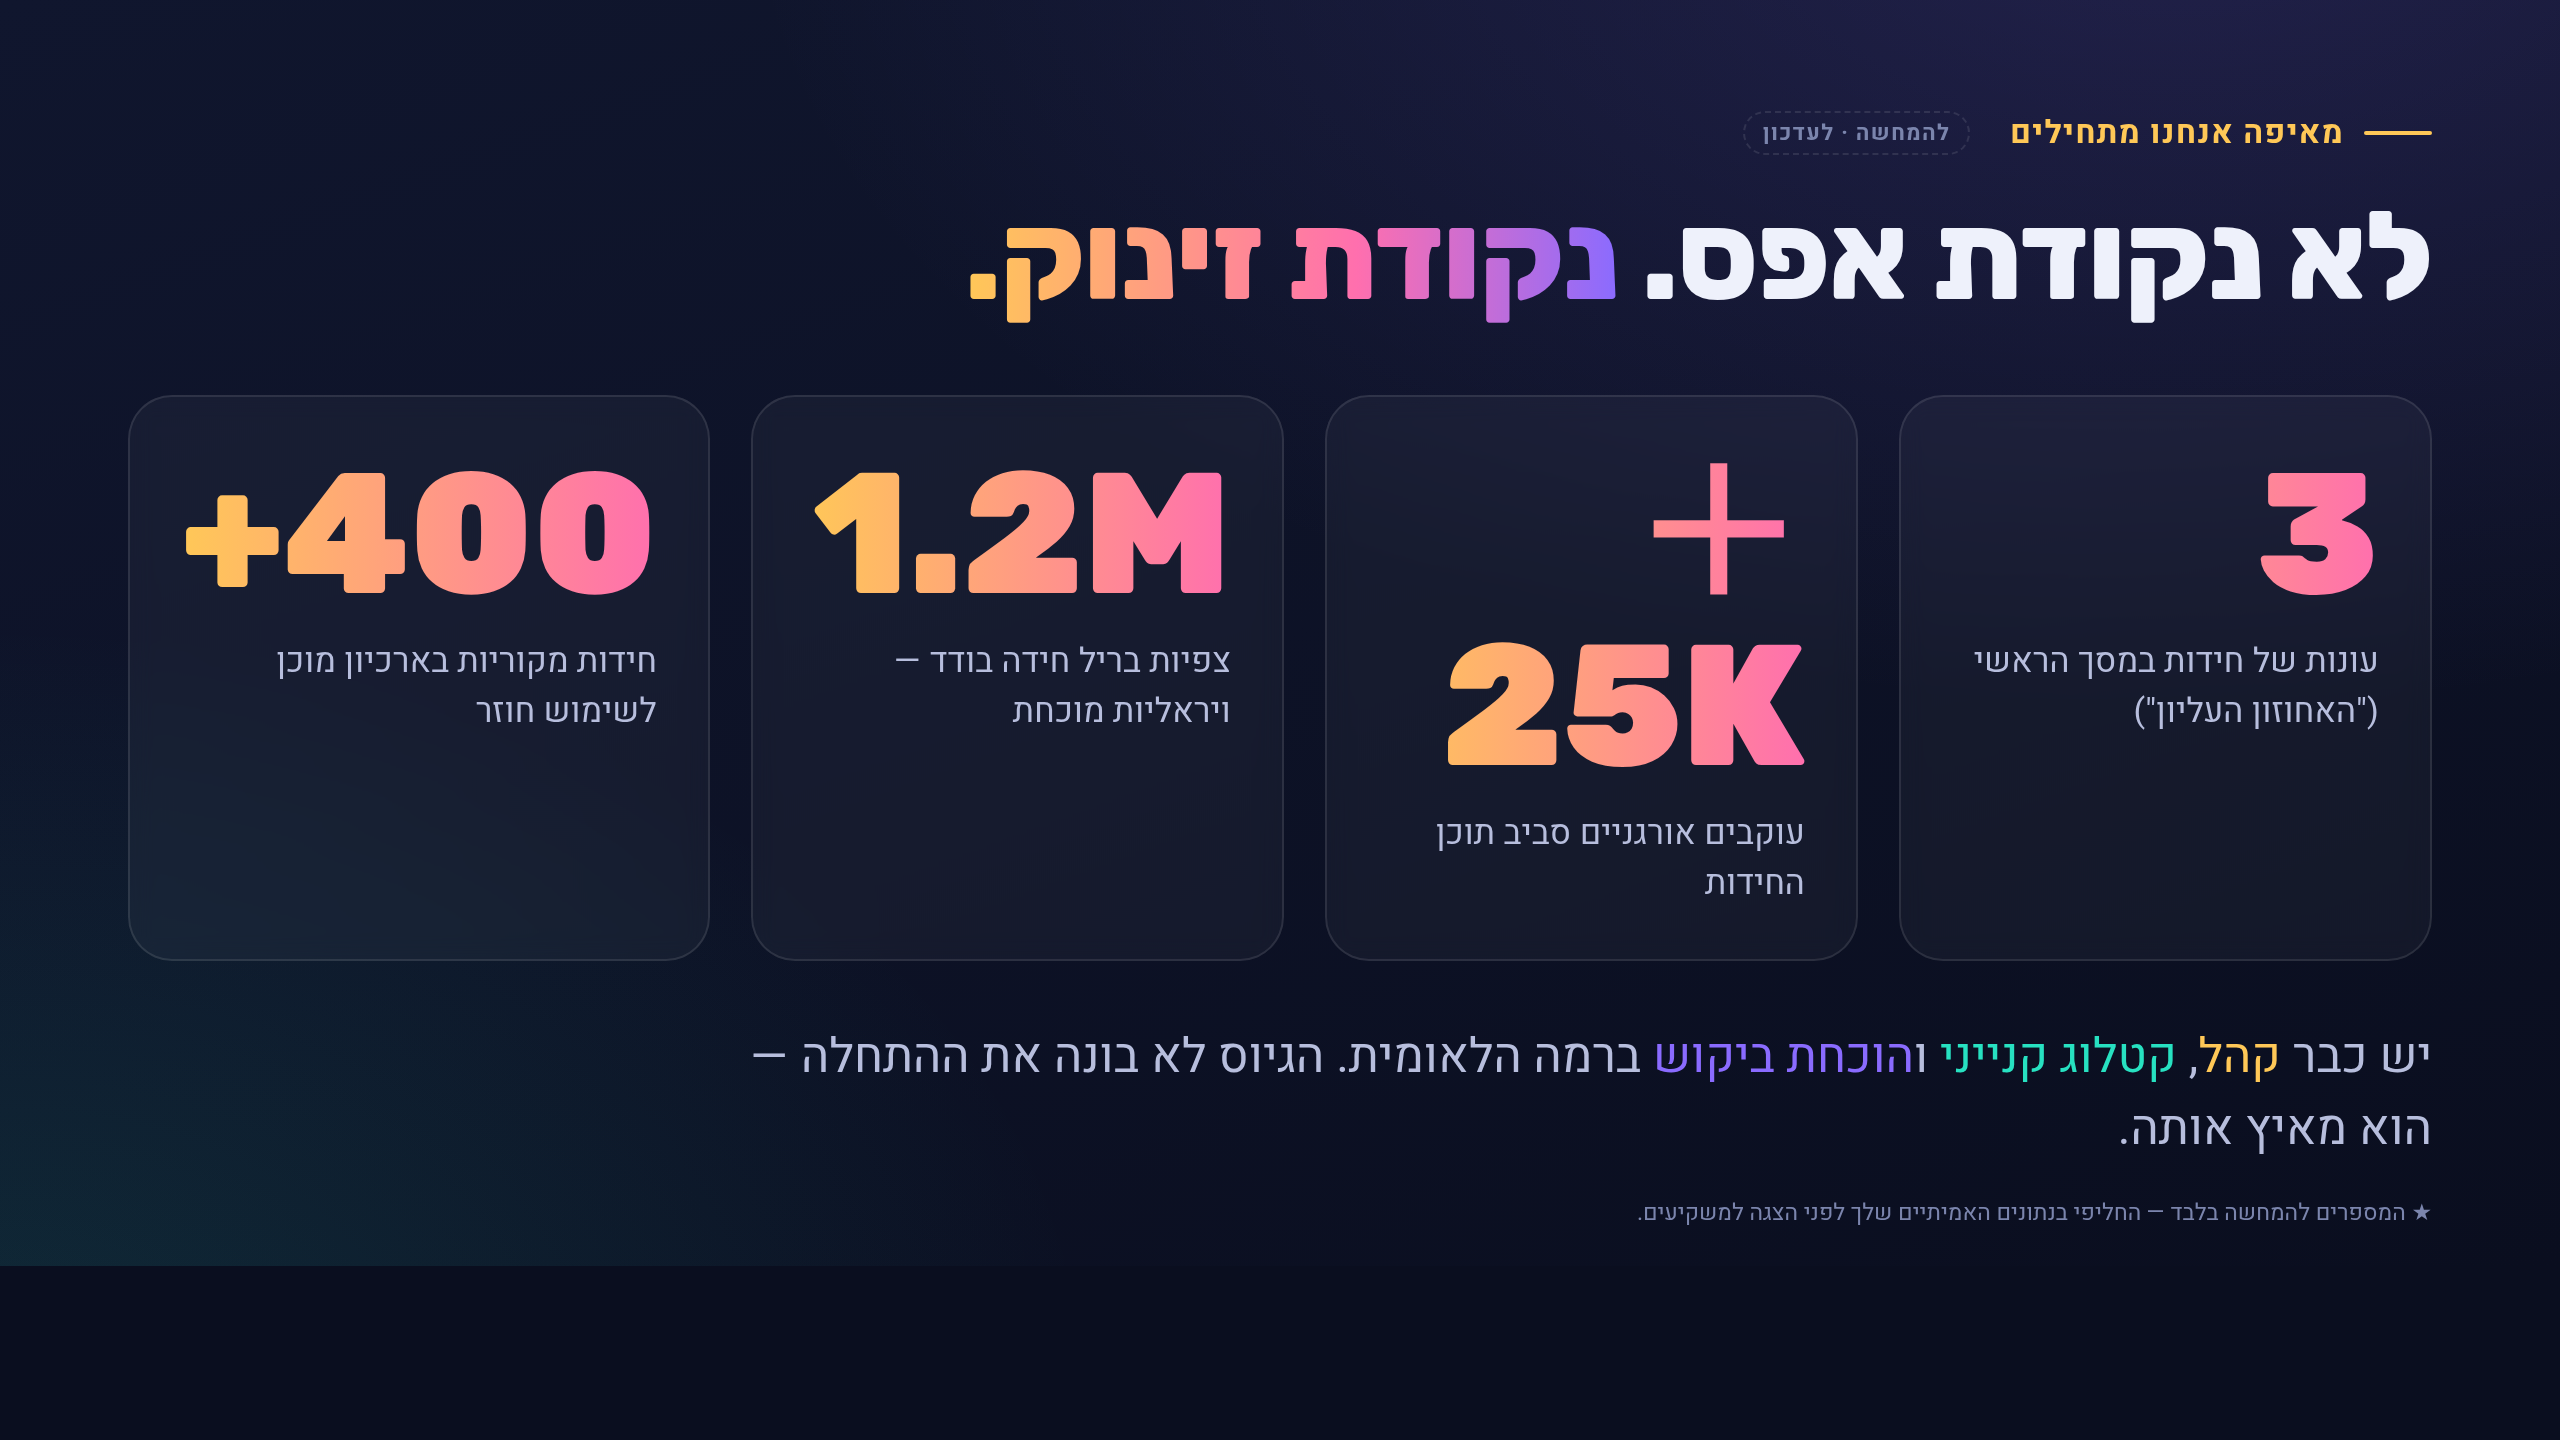 מאיפה אנחנו מתחילים
להמחשה · לעדכון
לא נקודת אפס. נקודת זינוק.
3
עונות של חידות במסך הראשי
("האחוזון העליון")
+
25K
עוקבים אורגניים סביב תוכן
החידות
1.2M
צפיות בריל חידה בודד –
ויראליות מוכחת
+400
חידות מקוריות בארכיון מוכן
לשימוש חוזר
יש כבר קהל, קטלוג קנייני והוכחת ביקוש ברמה הלאומית. הגיוס לא בונה את ההתחלה –
הוא מאיץ אותה.
★ המספרים להמחשה בלבד – החליפי בנתונים האמיתיים שלך לפני הצגה למשקיעים.